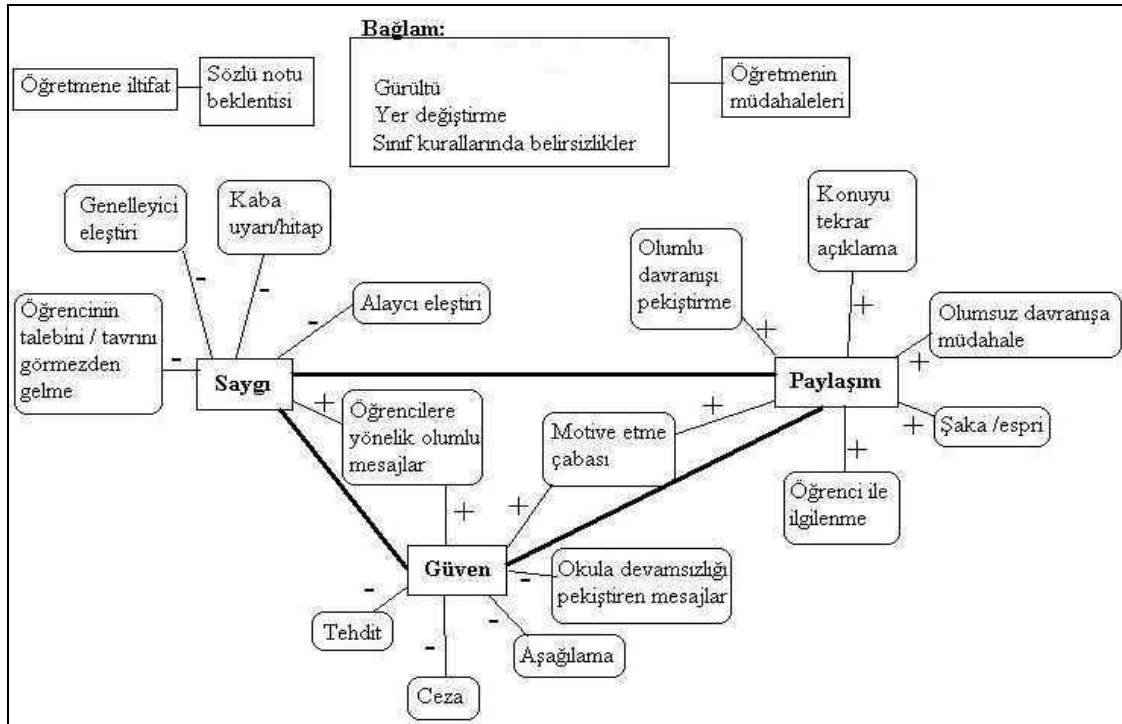 Bağlam:
Gürültü
Yer değiştirme
Sınıf kurallarında belirsizlikler
Öğretmene iltifat
Sözlü notu
beklentisi
Öğretmenin
müdahaleleri
Genelleyici
eleştiri
Kaba
uyarı/hitap
Alaycı eleştiri
Öğrencinin
talebini / tavrını
görmezden
gelme
-
-
-
-
Saygı
+
Öğrencilere
yönelik olumlu
mesajlar
+
Olumlu
davranışı
pekiştirme
Konuyu
tekrar
açıklama
Olumsuz davranışa
müdahale
+
+
+
Paylaşım
+
+
+
Şaka /espri
Öğrenci ile
ilgilenme
Motive etme
çabası
+
Güven
-
-
-
-
Okula devamsızlığı
pekiştiren mesajlar
Tehdit
Ceza
Aşağılama